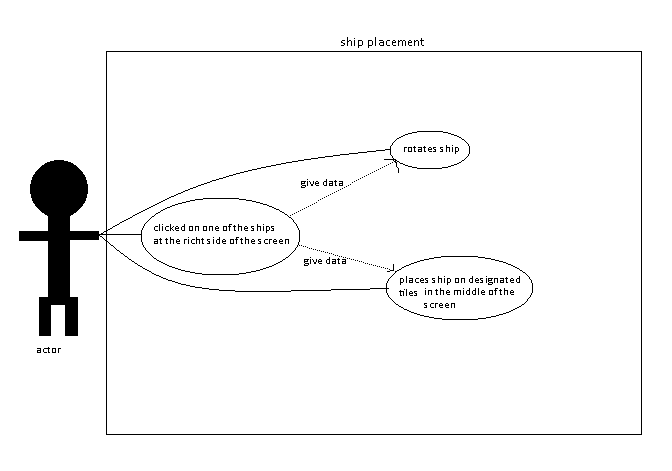 ship placement
rotates ship
give data
clicked on one of the ships
at the richt side of the screen
give data
places ship on designated
tiles in the middle of the
screen
actor